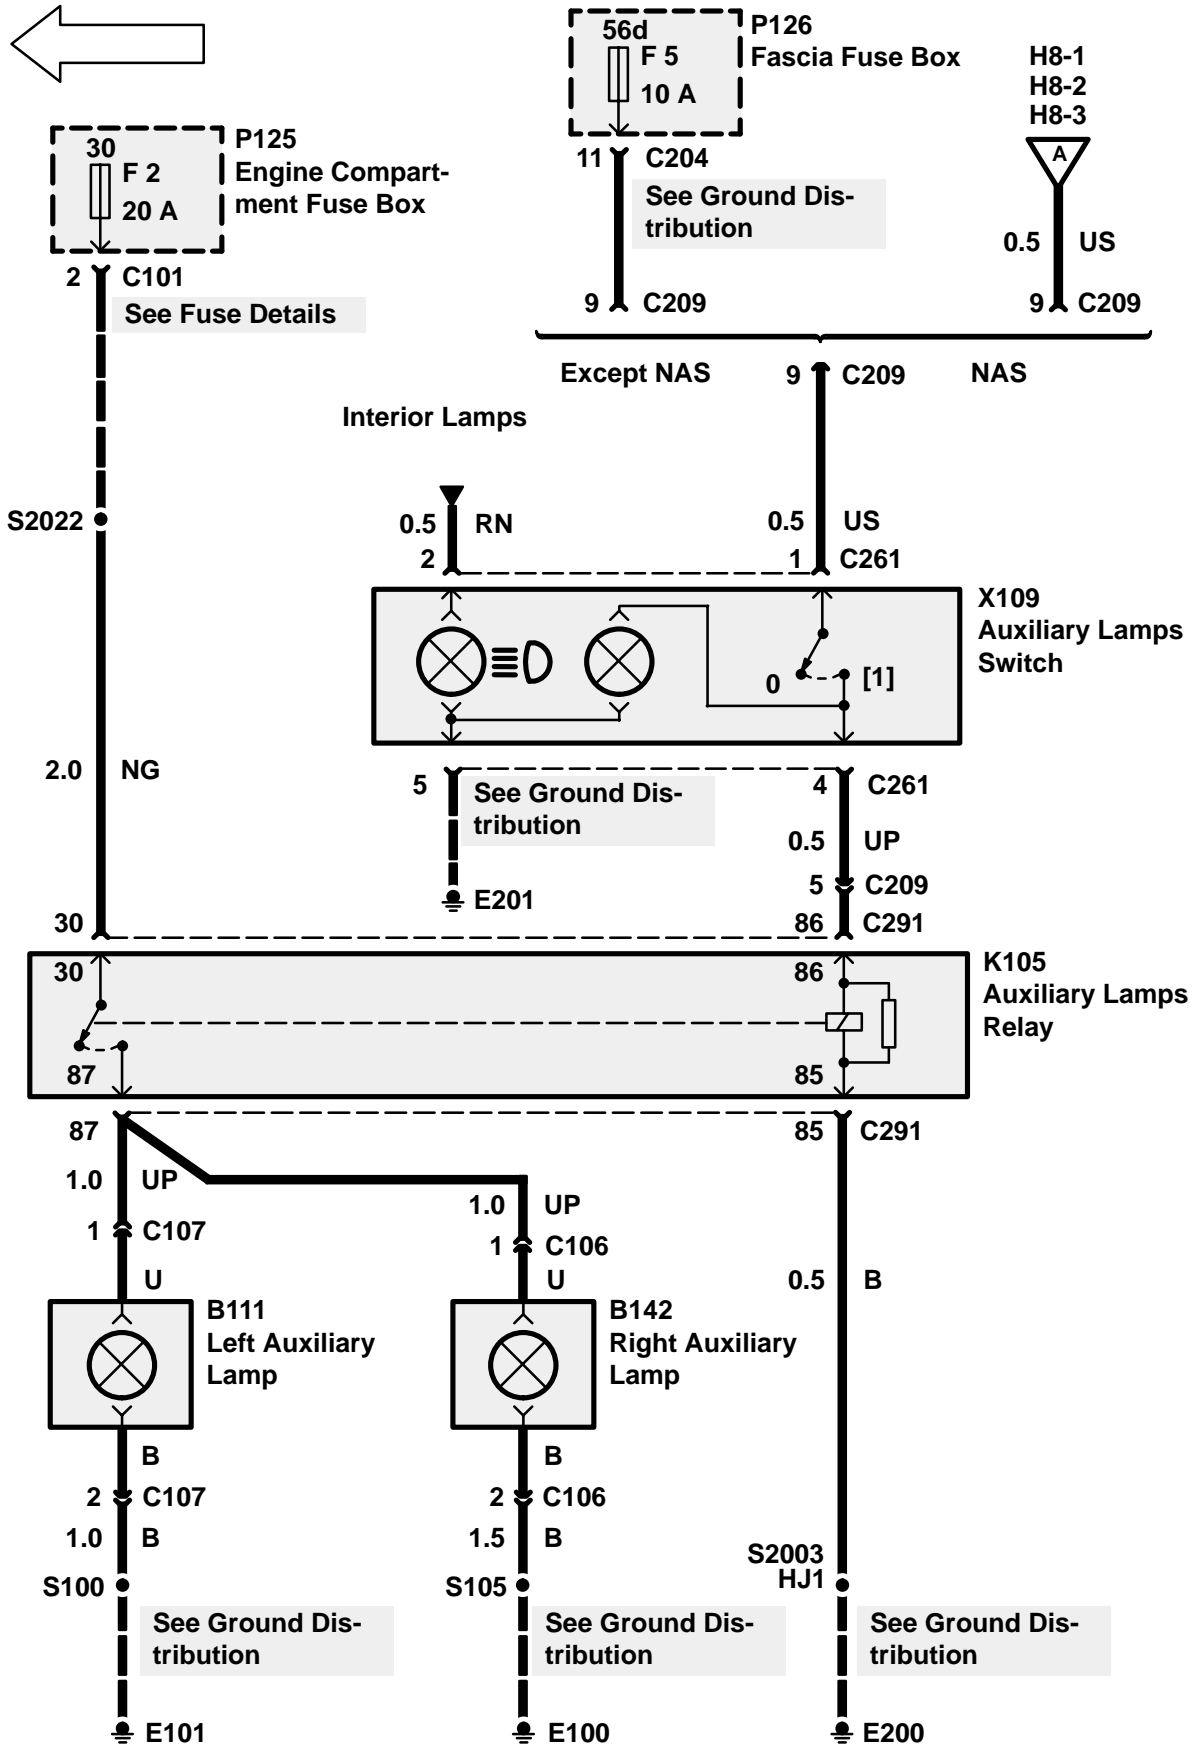 56d
F 5
10 A
P126
Fascia Fuse Box
H8-1
H8-2
H8-3
A
30
F 2
20 A
P125
Engine Compart-
ment Fuse Box
11 C204
See Ground Dis-
tribution
0.5 US
2 C101
See Fuse Details
9 C209
9 C209
Except NAS
9 C209
NAS
Interior Lamps
S2022
0.5 RN
0.5 US
2
1 C261
X109
Auxiliary Lamps
Switch
0
[1]
2.0 NG
5
See Ground Dis-
tribution
4 C261
0.5 UP
5 C209
E201
30
86 C291
30
86
K105
Auxiliary Lamps
Relay
87
85
87
85 C291
1.0 UP
1.0 UP
1 C107
1 C106
U
U
0.5 B
B111
Left Auxiliary
Lamp
B142
Right Auxiliary
Lamp
B
B
2 C107
2 C106
1.0 B
1.5 B
S2003
HJ1
S100
S105
See Ground Dis-
tribution
See Ground Dis-
tribution
See Ground Dis-
tribution
E101
E100
E200